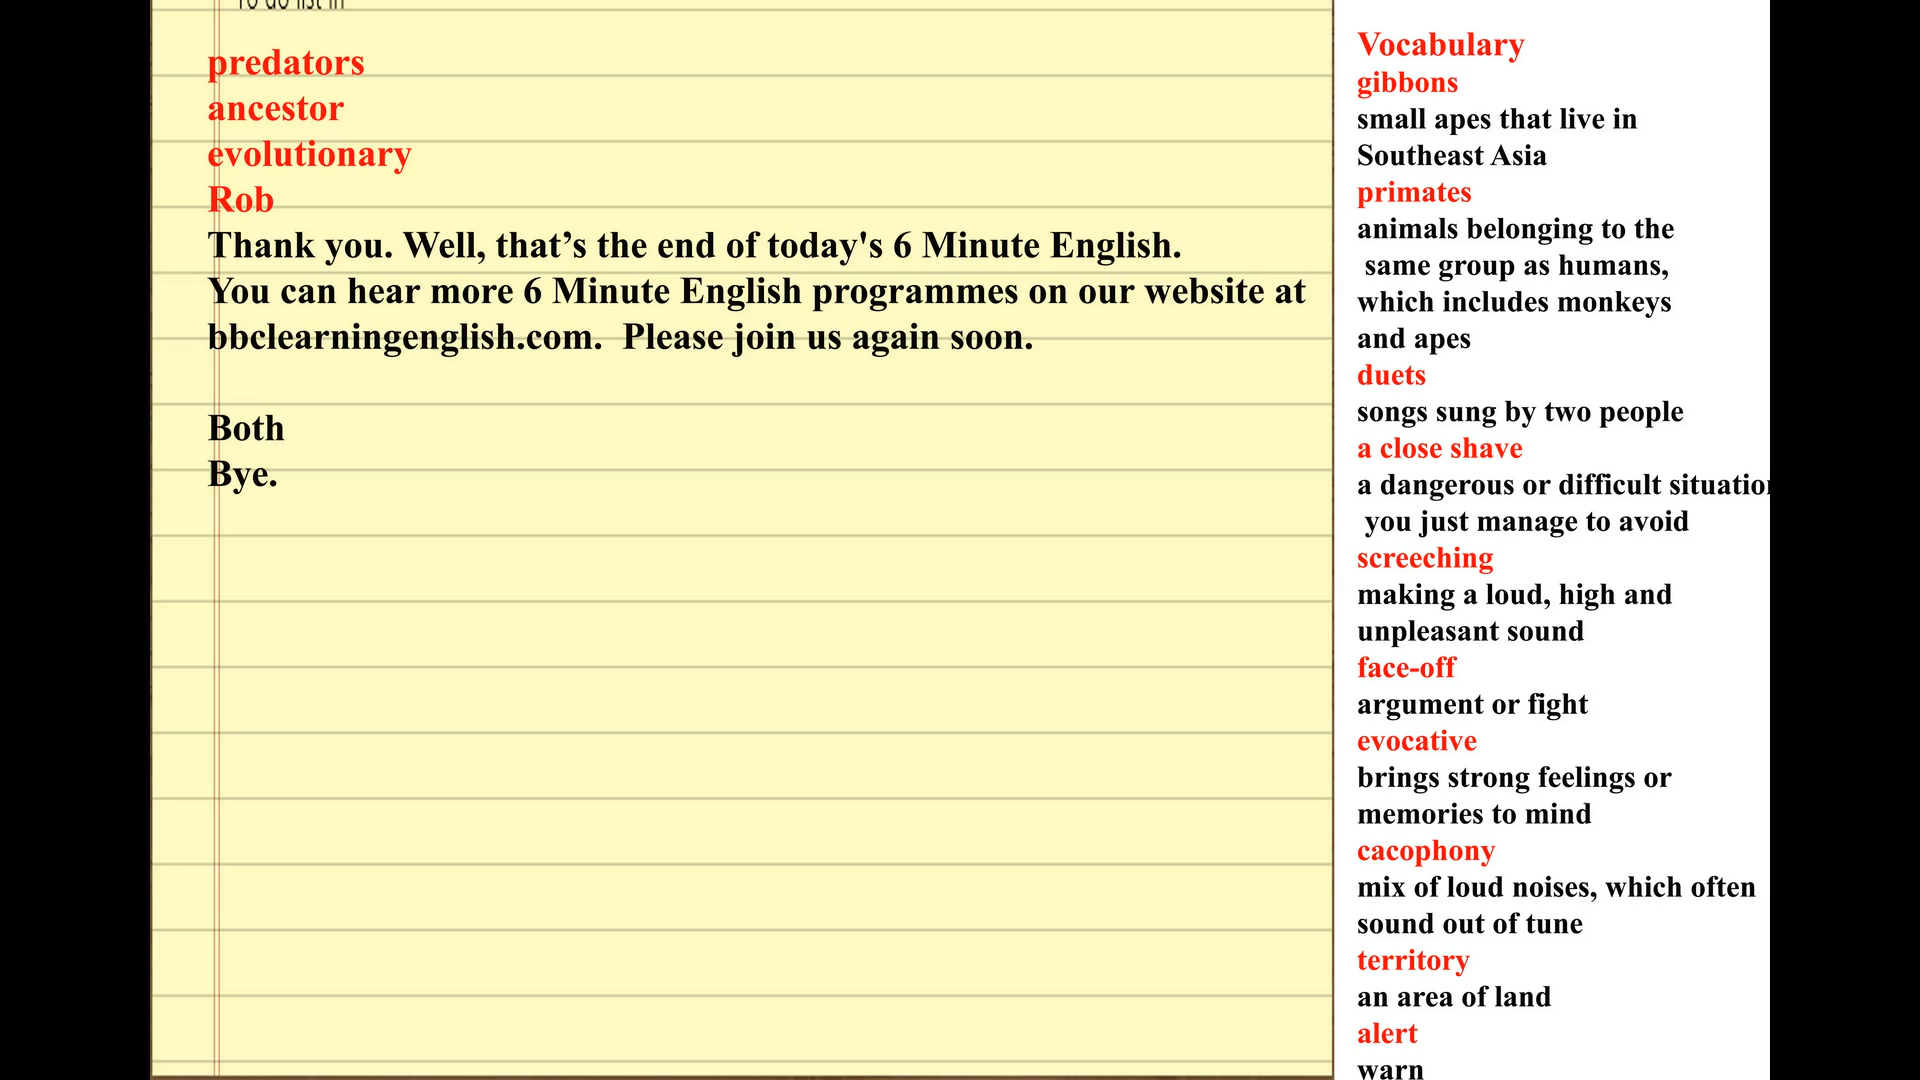 To do list in
predators
ancestor
evolutionary
Rob
Thank you. Well, that’s the end of today's 6 Minute English.
You can hear more 6 Minute English programmes on our website at
bbclearningenglish.com.  Please join us again soon.
Both
Bye.
Vocabulary
gibbons
small apes that live in
Southeast Asia
primates
animals belonging to the
same group as humans,
which includes monkeys
and apes
duets
songs sung by two people
a close shave
a dangerous or difficult situation
you just manage to avoid
screeching
making a loud, high and
unpleasant sound
face-off
argument or fight
evocative
brings strong feelings or
memories to mind
cacophony
mix of loud noises, which often
sound out of tune
territory
an area of land
alert
warn